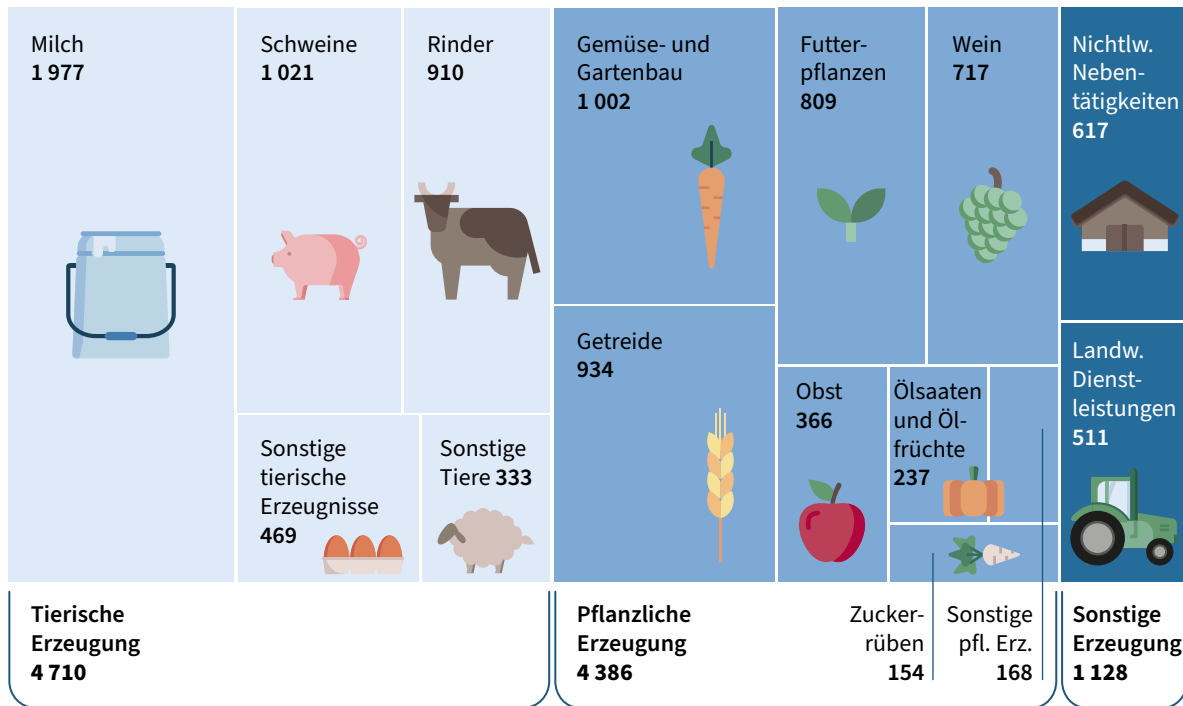 Milch
1 977
Schweine
1 021
Rinder
910
Gemüse- und
Gartenbau
1 002
Futter-
pflanzen
809
Wein
717
Nichtlw.
Neben-
tätigkeiten
617
Getreide
934
Obst
366
Ölsaaten
und Öl-
früchte
237
Landw.
Dienst-
leistungen
511
Sonstige
tierische
Erzeugnisse
469
Sonstige
Tiere 333
Tierische
Erzeugung
4 710
Pflanzliche
Erzeugung
4 386
Zucker-
rüben
154
Sonstige
pfl. Erz.
168
Sonstige
Erzeugung
1 128